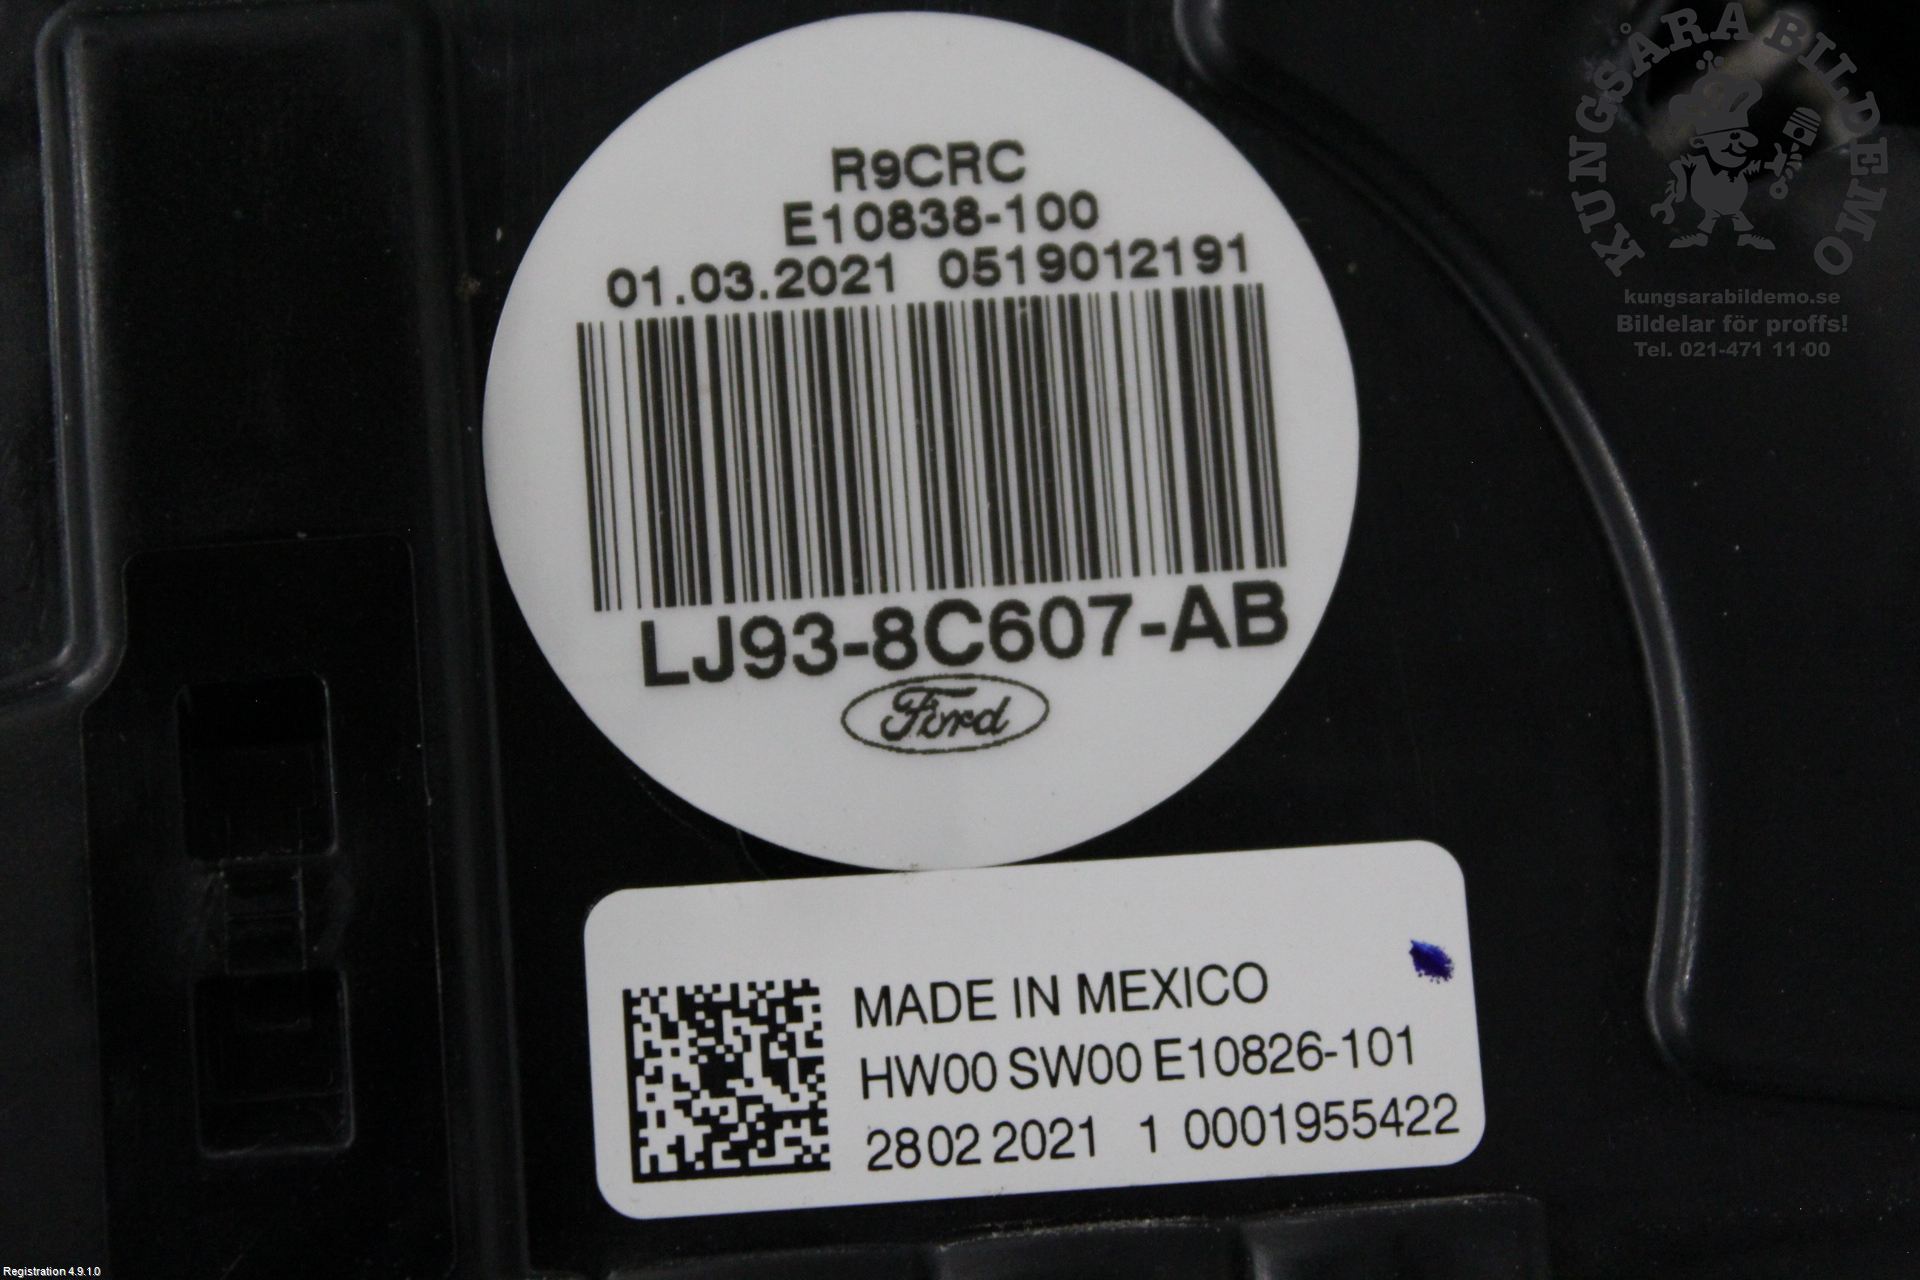 R9CRC
E10838-100
01.03.2021 0519012191
LJ93-8C607-AB
Ford
MADE IN MEXICO
HW00 SW00 E10826-101
28 02 2021 1 0001955422
KUNGSÅRA BILDEMO
kungsarabildemo.se
Bildelar för proffs!
Tel. 021-471 11 00
Registration 4.9.1.0